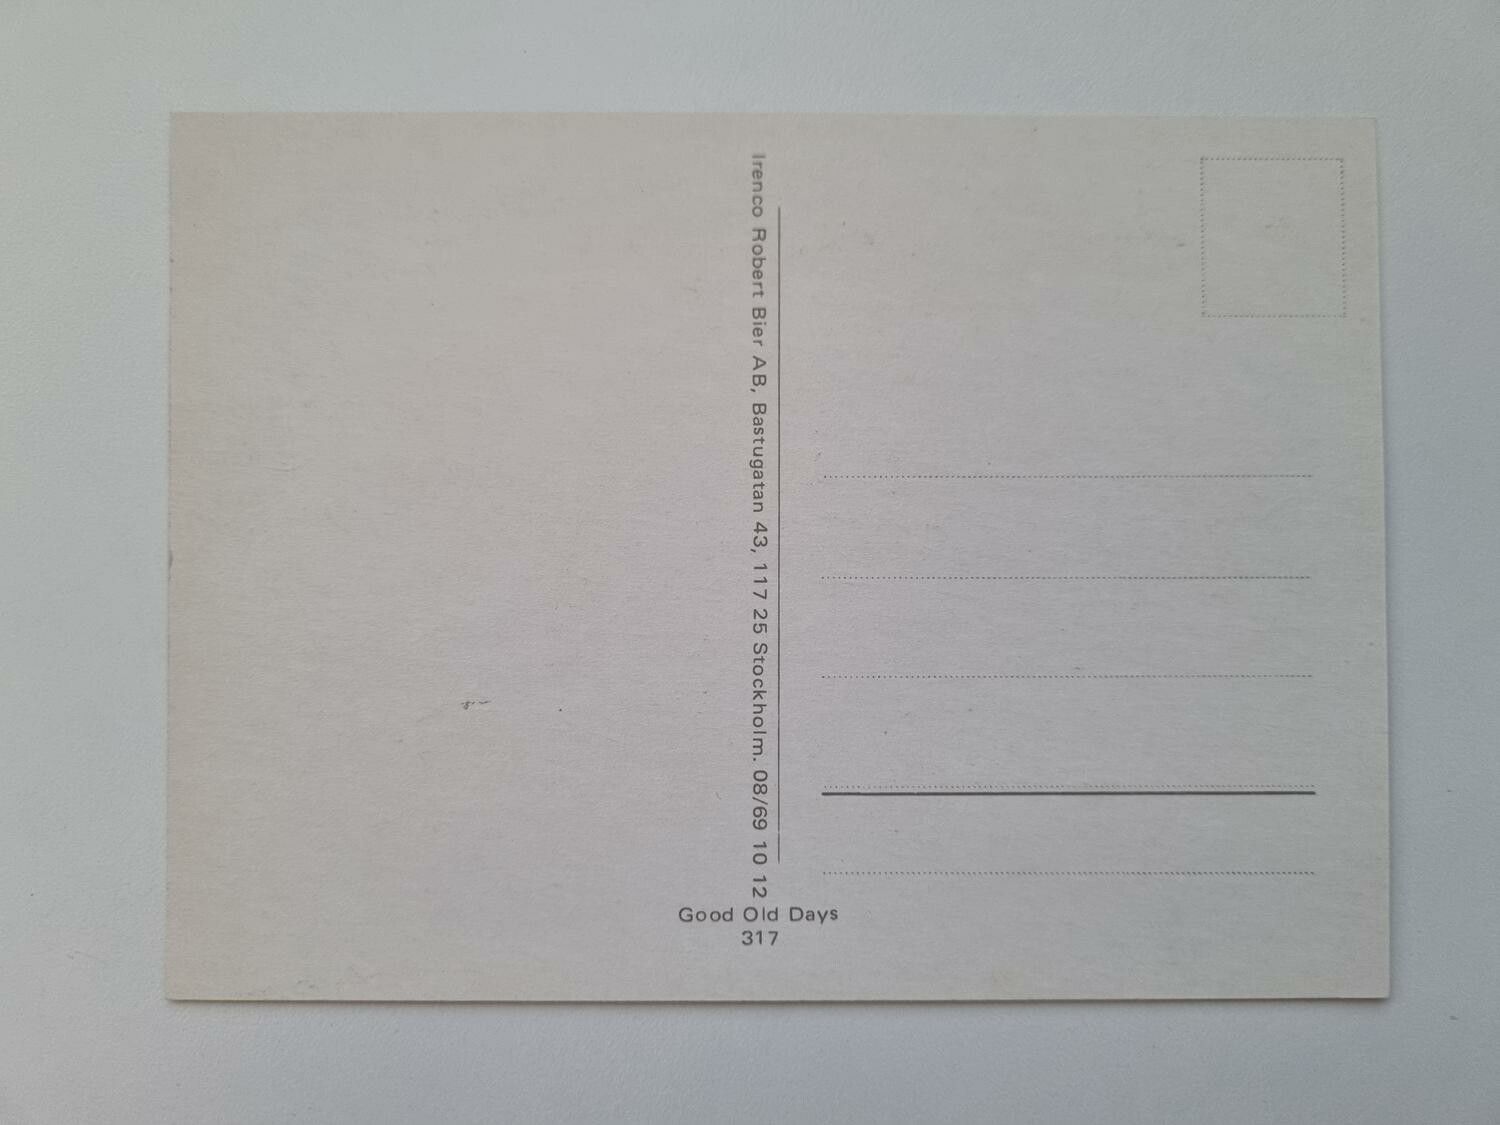 Irenco Robert Bier AB, Bastugatan 43, 117 25 Stockholm. 08/69 10 12
Good Old Days
317